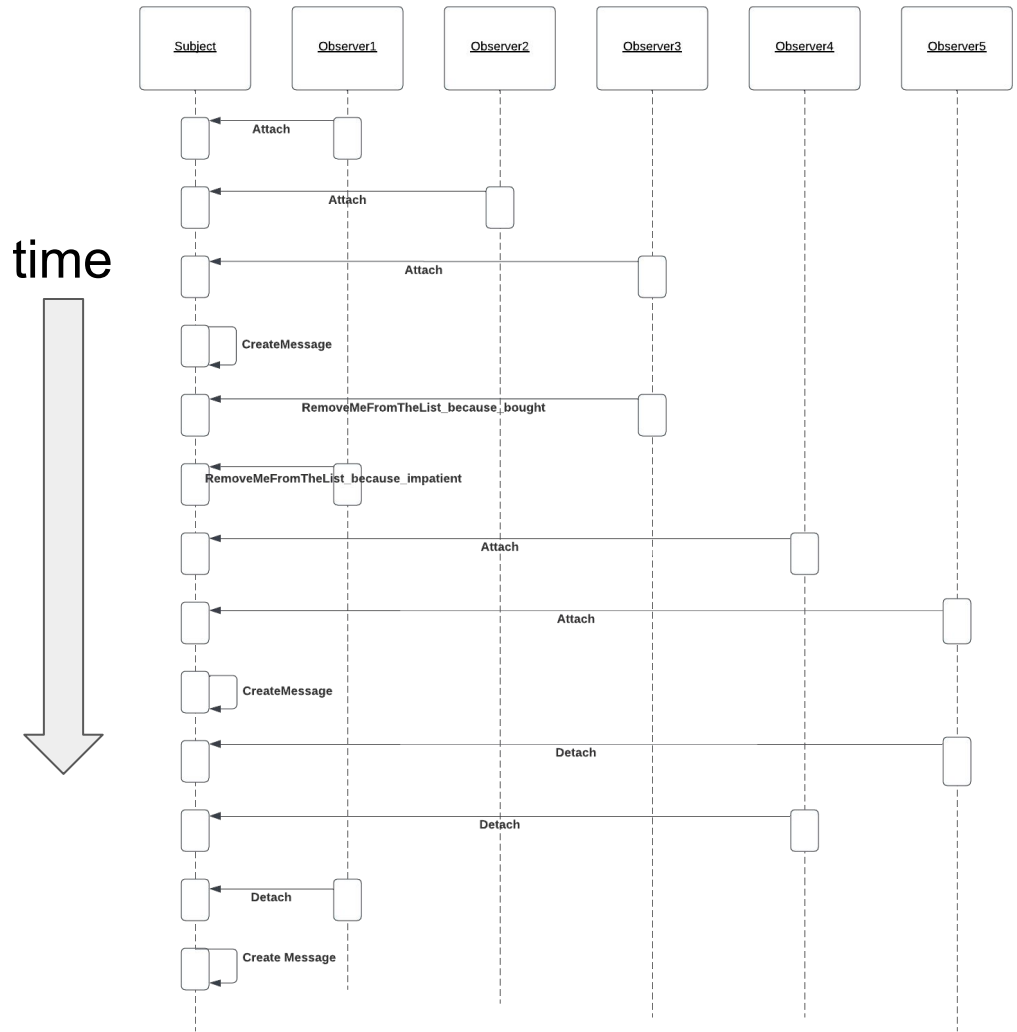 Subject
Observer1
Observer2
Observer3
Observer4
Observer5
Attach
Attach
time
Attach
CreateMessage
RemoveMeFromTheList_because_bought
RemoveMeFromTheList_because_impatient
Attach
Attach
CreateMessage
Detach
Detach
Detach
Create Message